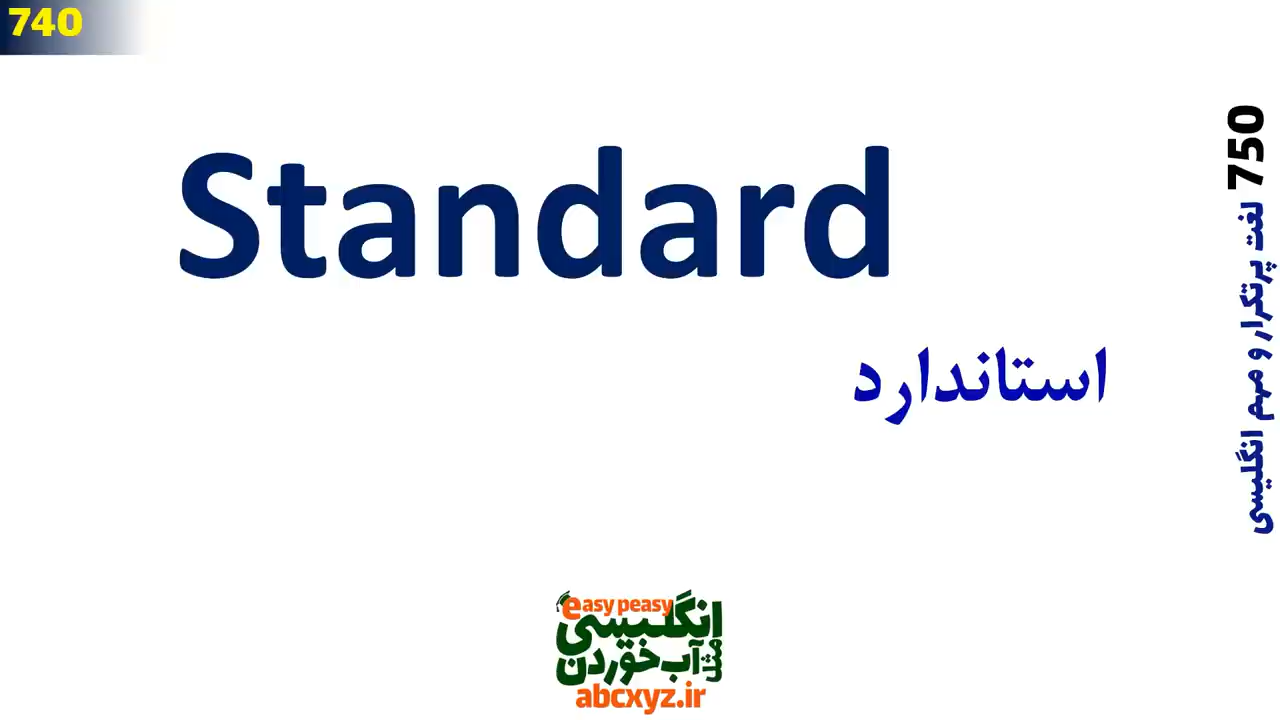 740
Standard
استاندارد
750 لغت پرتکرار و مهم انگلیسی
easy peasy
انگلیسی
مثل آب خوردن
abcxyz.ir